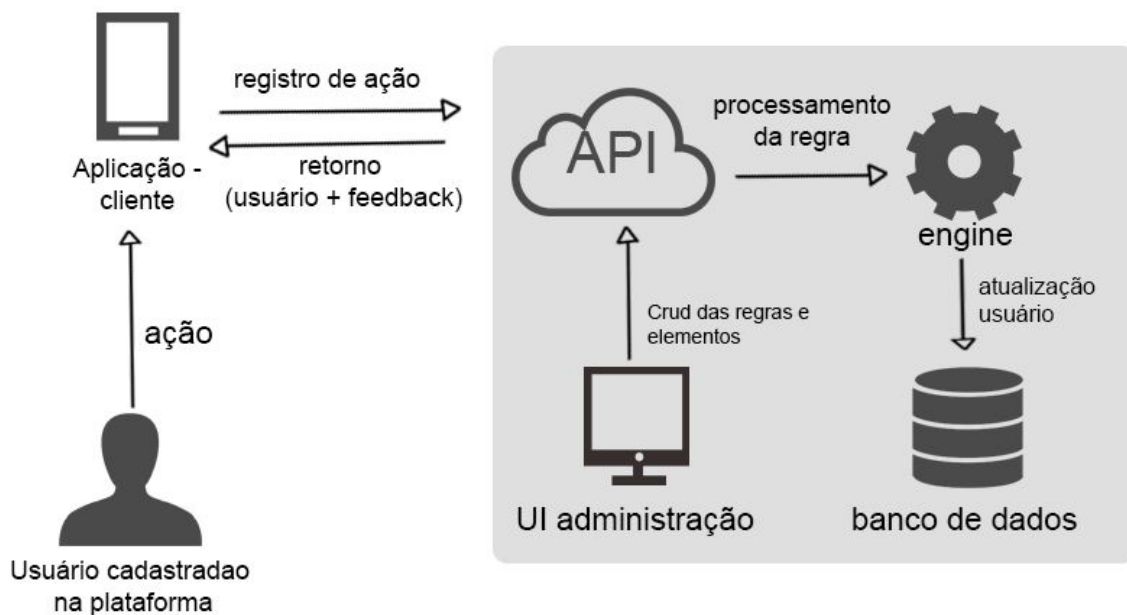 registro de ação
retorno
(usuário + feedback)
Aplicação -
cliente
ação
Usuário cadastradao
na plataforma
API
processamento
da regra
engine
atualização
usuário
Crud das regras e
elementos
UI administração
banco de dados